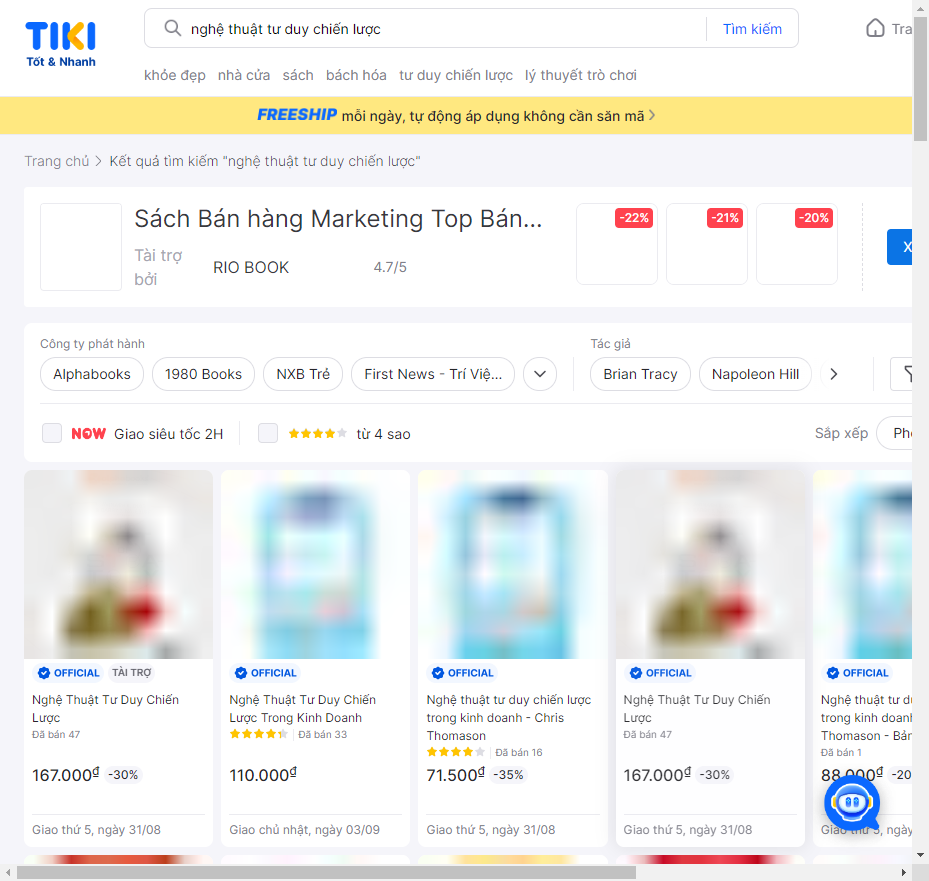 TIKI
Tốt & Nhanh
nghệ thuật tư duy chiến lược
Tìm kiếm
khỏe đẹp nhà cửa sách bách hóa tư duy chiến lược lý thuyết trò chơi
FREESHIP mỗi ngày, tự động áp dụng không cần săn mã
Trang chủ > Kết quả tìm kiếm "nghệ thuật tư duy chiến lược"
Sách Bán hàng Marketing Top Bán...
Tài trợ bởi
RIO BOOK
4.7/5
-22%
-21%
-20%
Công ty phát hành
Alphabooks
1980 Books
NXB Trẻ
First News - Trí Việ...
Tác giả
Brian Tracy
Napoleon Hill
NOW Giao siêu tốc 2H
từ 4 sao
Sắp xếp
OFFICIAL TÀI TRỢ
Nghệ Thuật Tư Duy Chiến
Lược
Đã bán 47
167.000₫ -30%
Giao thứ 5, ngày 31/08
OFFICIAL
Nghệ Thuật Tư Duy Chiến
Lược Trong Kinh Doanh
Đã bán 33
110.000₫
Giao chủ nhật, ngày 03/09
OFFICIAL
Nghệ thuật tư duy chiến lược
trong kinh doanh - Chris
Thomason
Đã bán 16
71.500₫ -35%
Giao thứ 5, ngày 31/08
OFFICIAL
Nghệ Thuật Tư Duy Chiến
Lược
Đã bán 47
167.000₫ -30%
Giao thứ 5, ngày 31/08
OFFICIAL
Nghệ thuật tư du
trong kinh doanh
Thomason - Bản
Đã bán 1
88.000₫ -20
Giao thứ 5, ngày